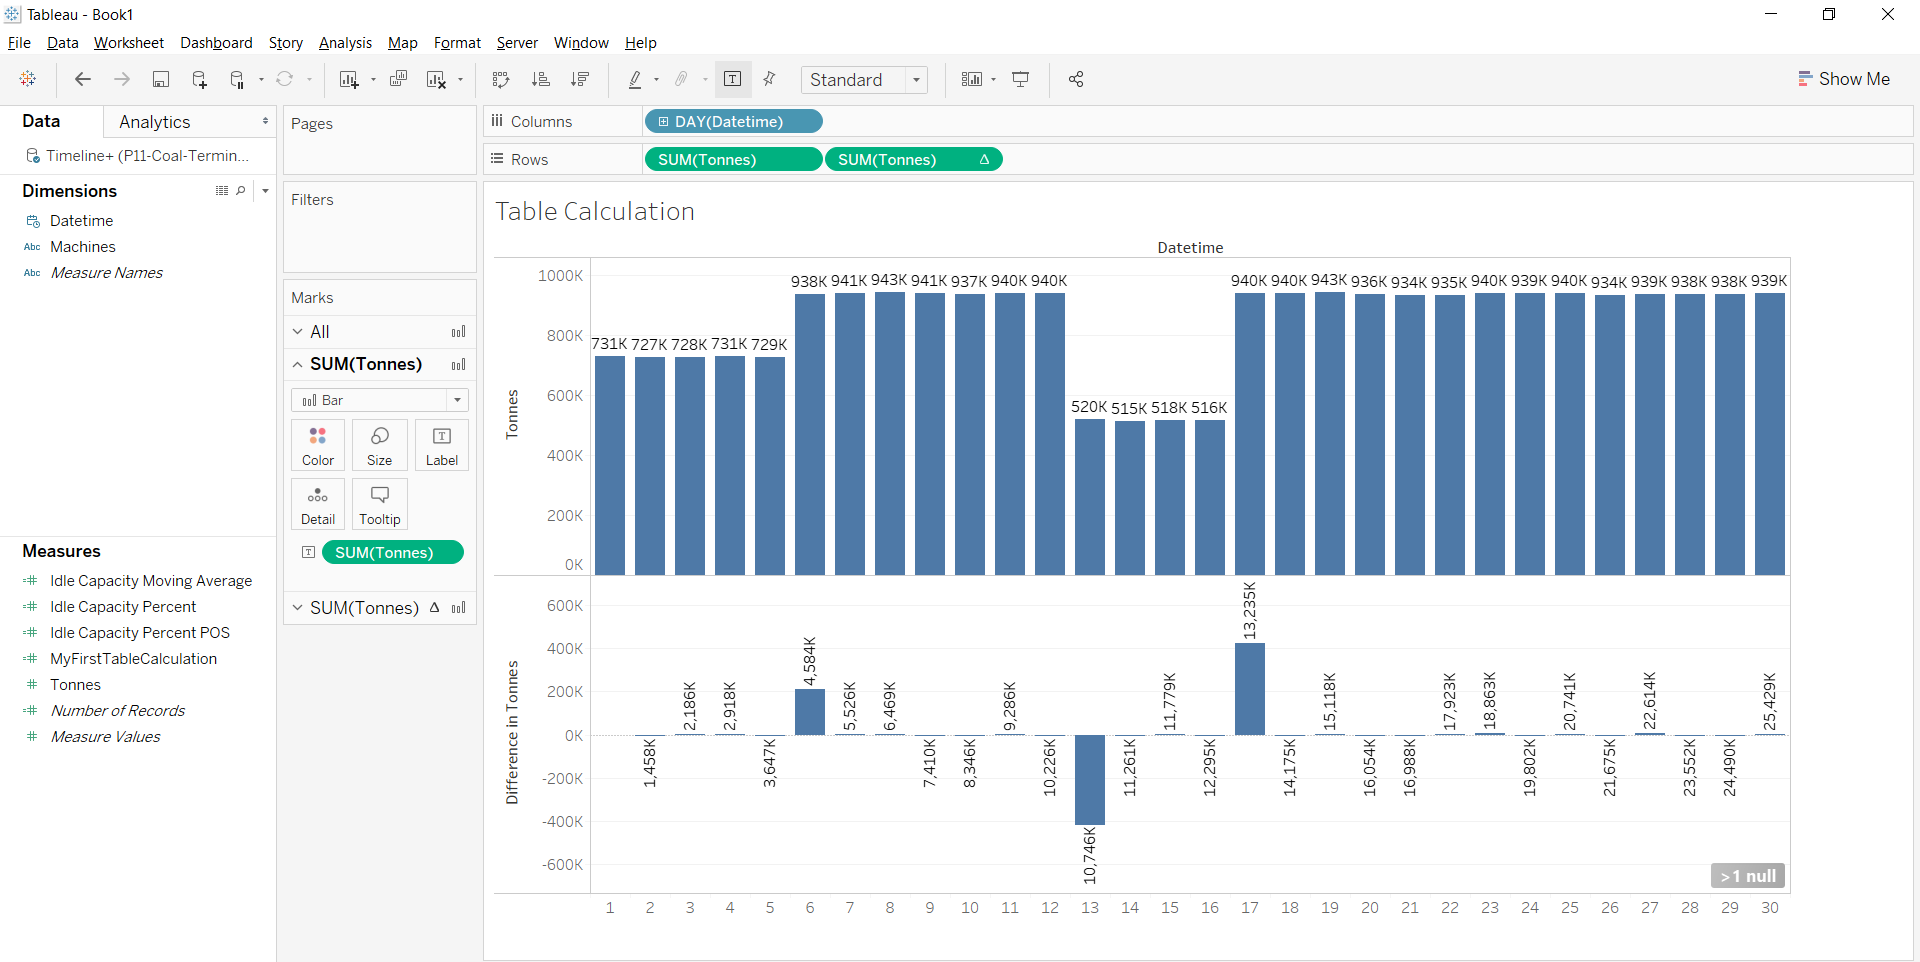 Tableau - Book1
File Data Worksheet Dashboard Story Analysis Map Format Server Window Help
Standard
Show Me
Data Analytics
Timeline+ (P11-Coal-Termin...
Dimensions
Datetime
Abc Machines
Abc Measure Names
Measures
Idle Capacity Moving Average
Idle Capacity Percent
Idle Capacity Percent POS
MyFirstTableCalculation
Tonnes
Number of Records
Measure Values
Pages
Filters
Marks
All
SUM(Tonnes)
Bar
Color Size Label
Detail Tooltip
SUM(Tonnes)
SUM(Tonnes) Δ
Columns DAY(Datetime)
Rows SUM(Tonnes) SUM(Tonnes) Δ
Table Calculation
Datetime
Tonnes
1000K
800K
600K
400K
200K
0K
731K 727K 728K 731K 729K 938K 941K 943K 941K 937K 940K 940K 520K 515K 518K 516K 940K 940K 943K 936K 934K 935K 940K 939K 940K 934K 939K 938K 938K 939K
Difference in Tonnes
600K
400K
200K
0K
-200K
-400K
-600K
1,458K 2,186K 2,918K 3,647K 4,584K 5,526K 6,469K 7,410K 8,346K 9,286K 10,226K 10,746K 11,261K 11,779K 12,295K 13,235K 14,175K 15,118K 16,054K 16,988K 17,923K 18,863K 19,802K 20,741K 21,675K 22,614K 23,552K 24,490K 25,429K
>1 null
1 2 3 4 5 6 7 8 9 10 11 12 13 14 15 16 17 18 19 20 21 22 23 24 25 26 27 28 29 30